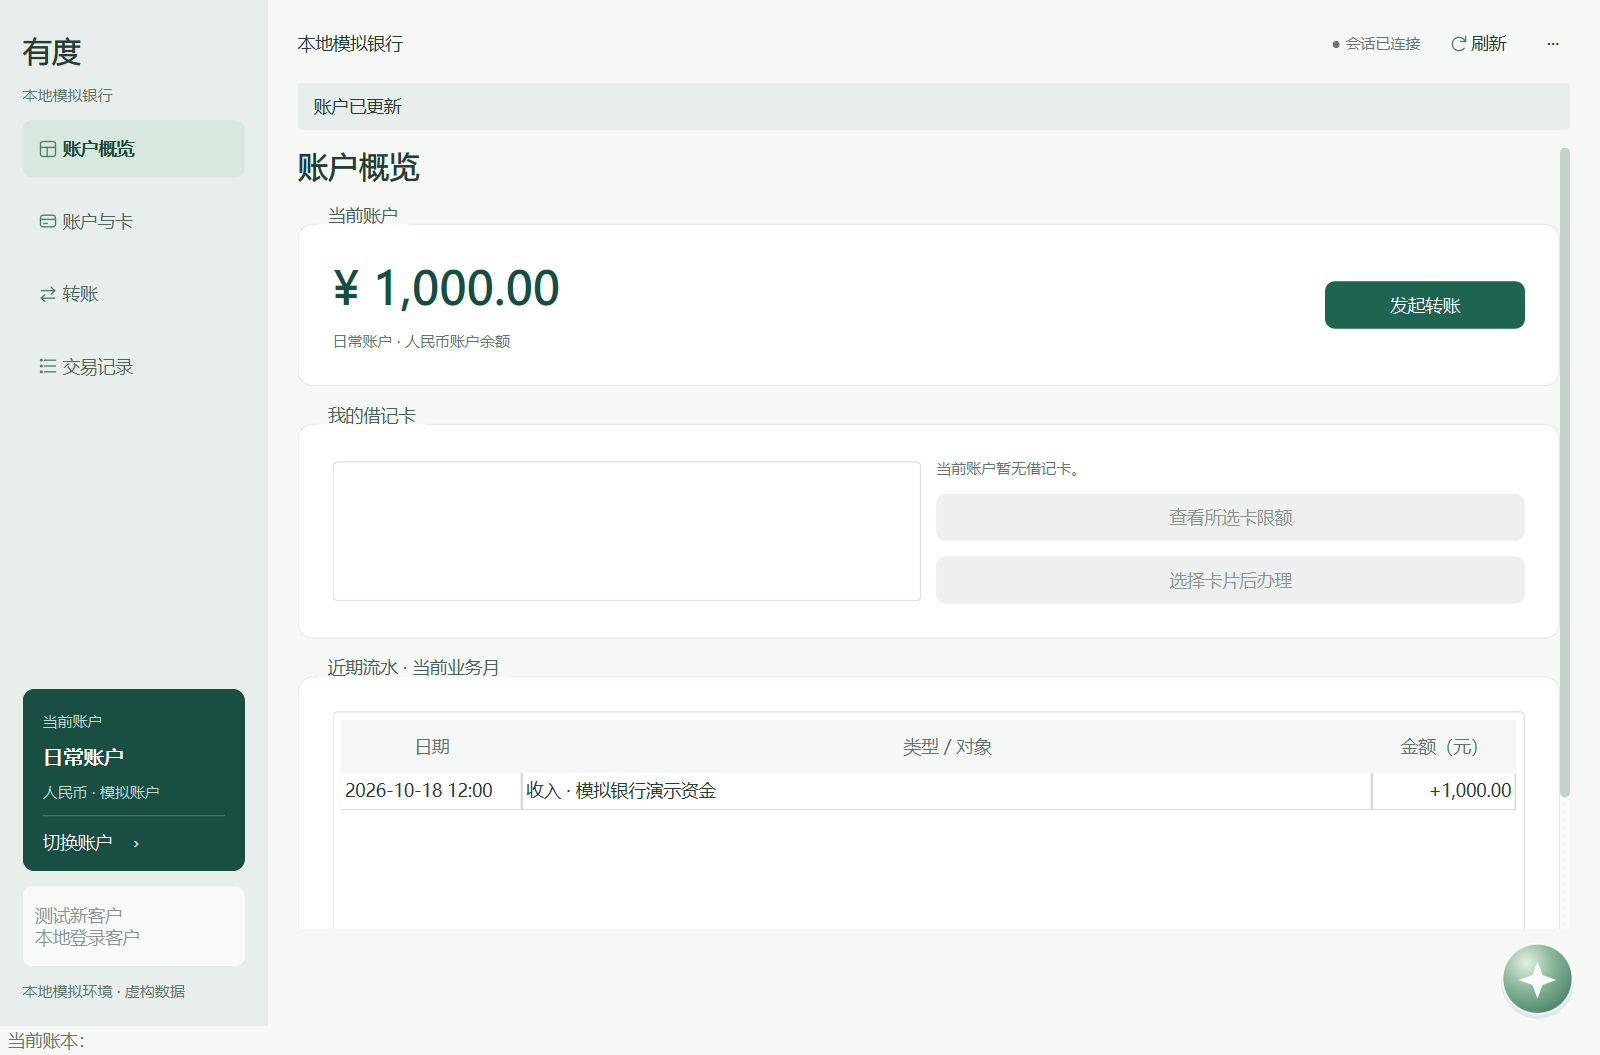 有度
本地模拟银行
账户概览
账户与卡
转账
交易记录
当前账户
日常账户
人民币 · 模拟账户
切换账户 ›
测试新客户
本地登录客户
本地模拟环境 · 虚构数据
当前账本：
本地模拟银行
● 会话已连接
刷新
···
账户已更新
账户概览
当前账户
¥ 1,000.00
日常账户 · 人民币账户余额
发起转账
我的借记卡
当前账户暂无借记卡。
查看所选卡限额
选择卡片后办理
近期流水 · 当前业务月
日期 类型 / 对象 金额（元）
2026-10-18 12:00 收入 · 模拟银行演示资金 +1,000.00